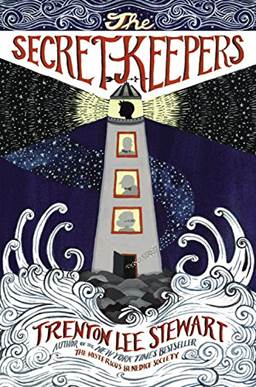 The
SECRET KEEPERS
TRENTON LEE STEWART
AUTHOR OF THE NEW YORK TIMES BESTSELLER
THE MYSTERIOUS BENEDICT SOCIETY